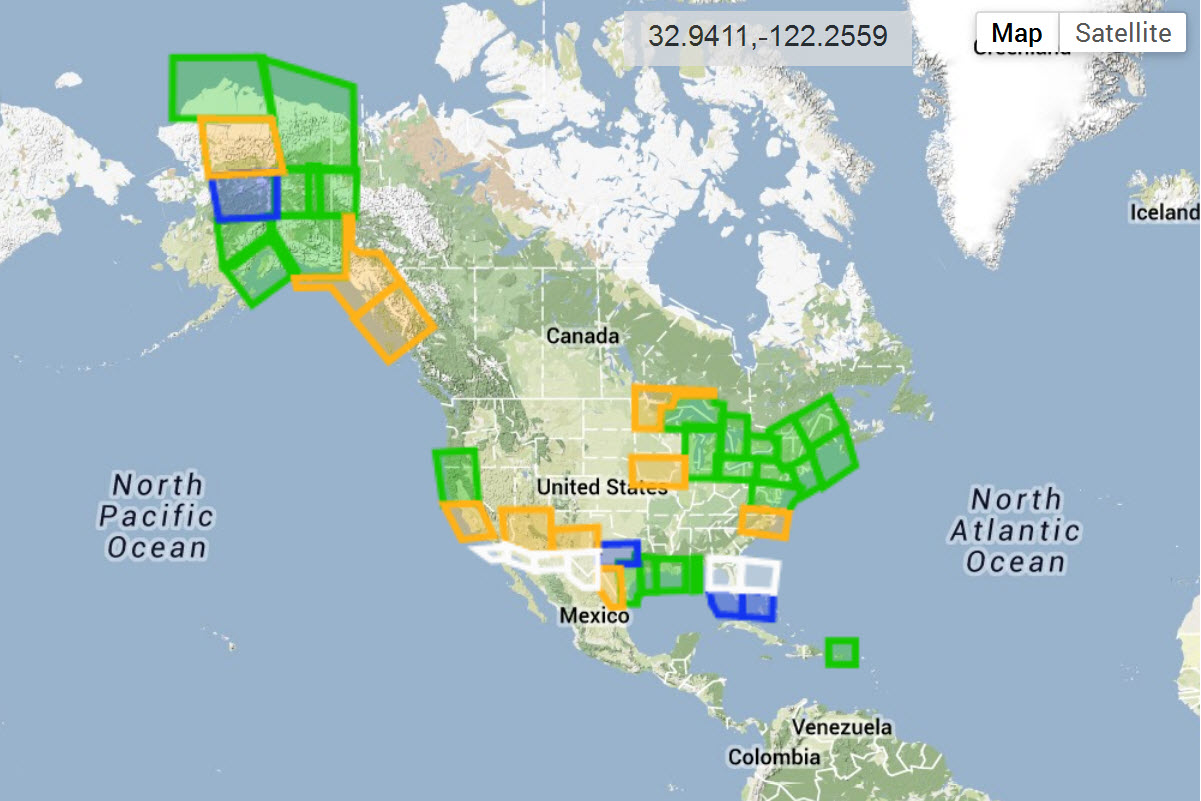 32.9411,-122.2559
Map
Satellite
Greenland
Iceland
Canada
United States
North
Pacific
Ocean
North
Atlantic
Ocean
Mexico
Venezuela
Colombia